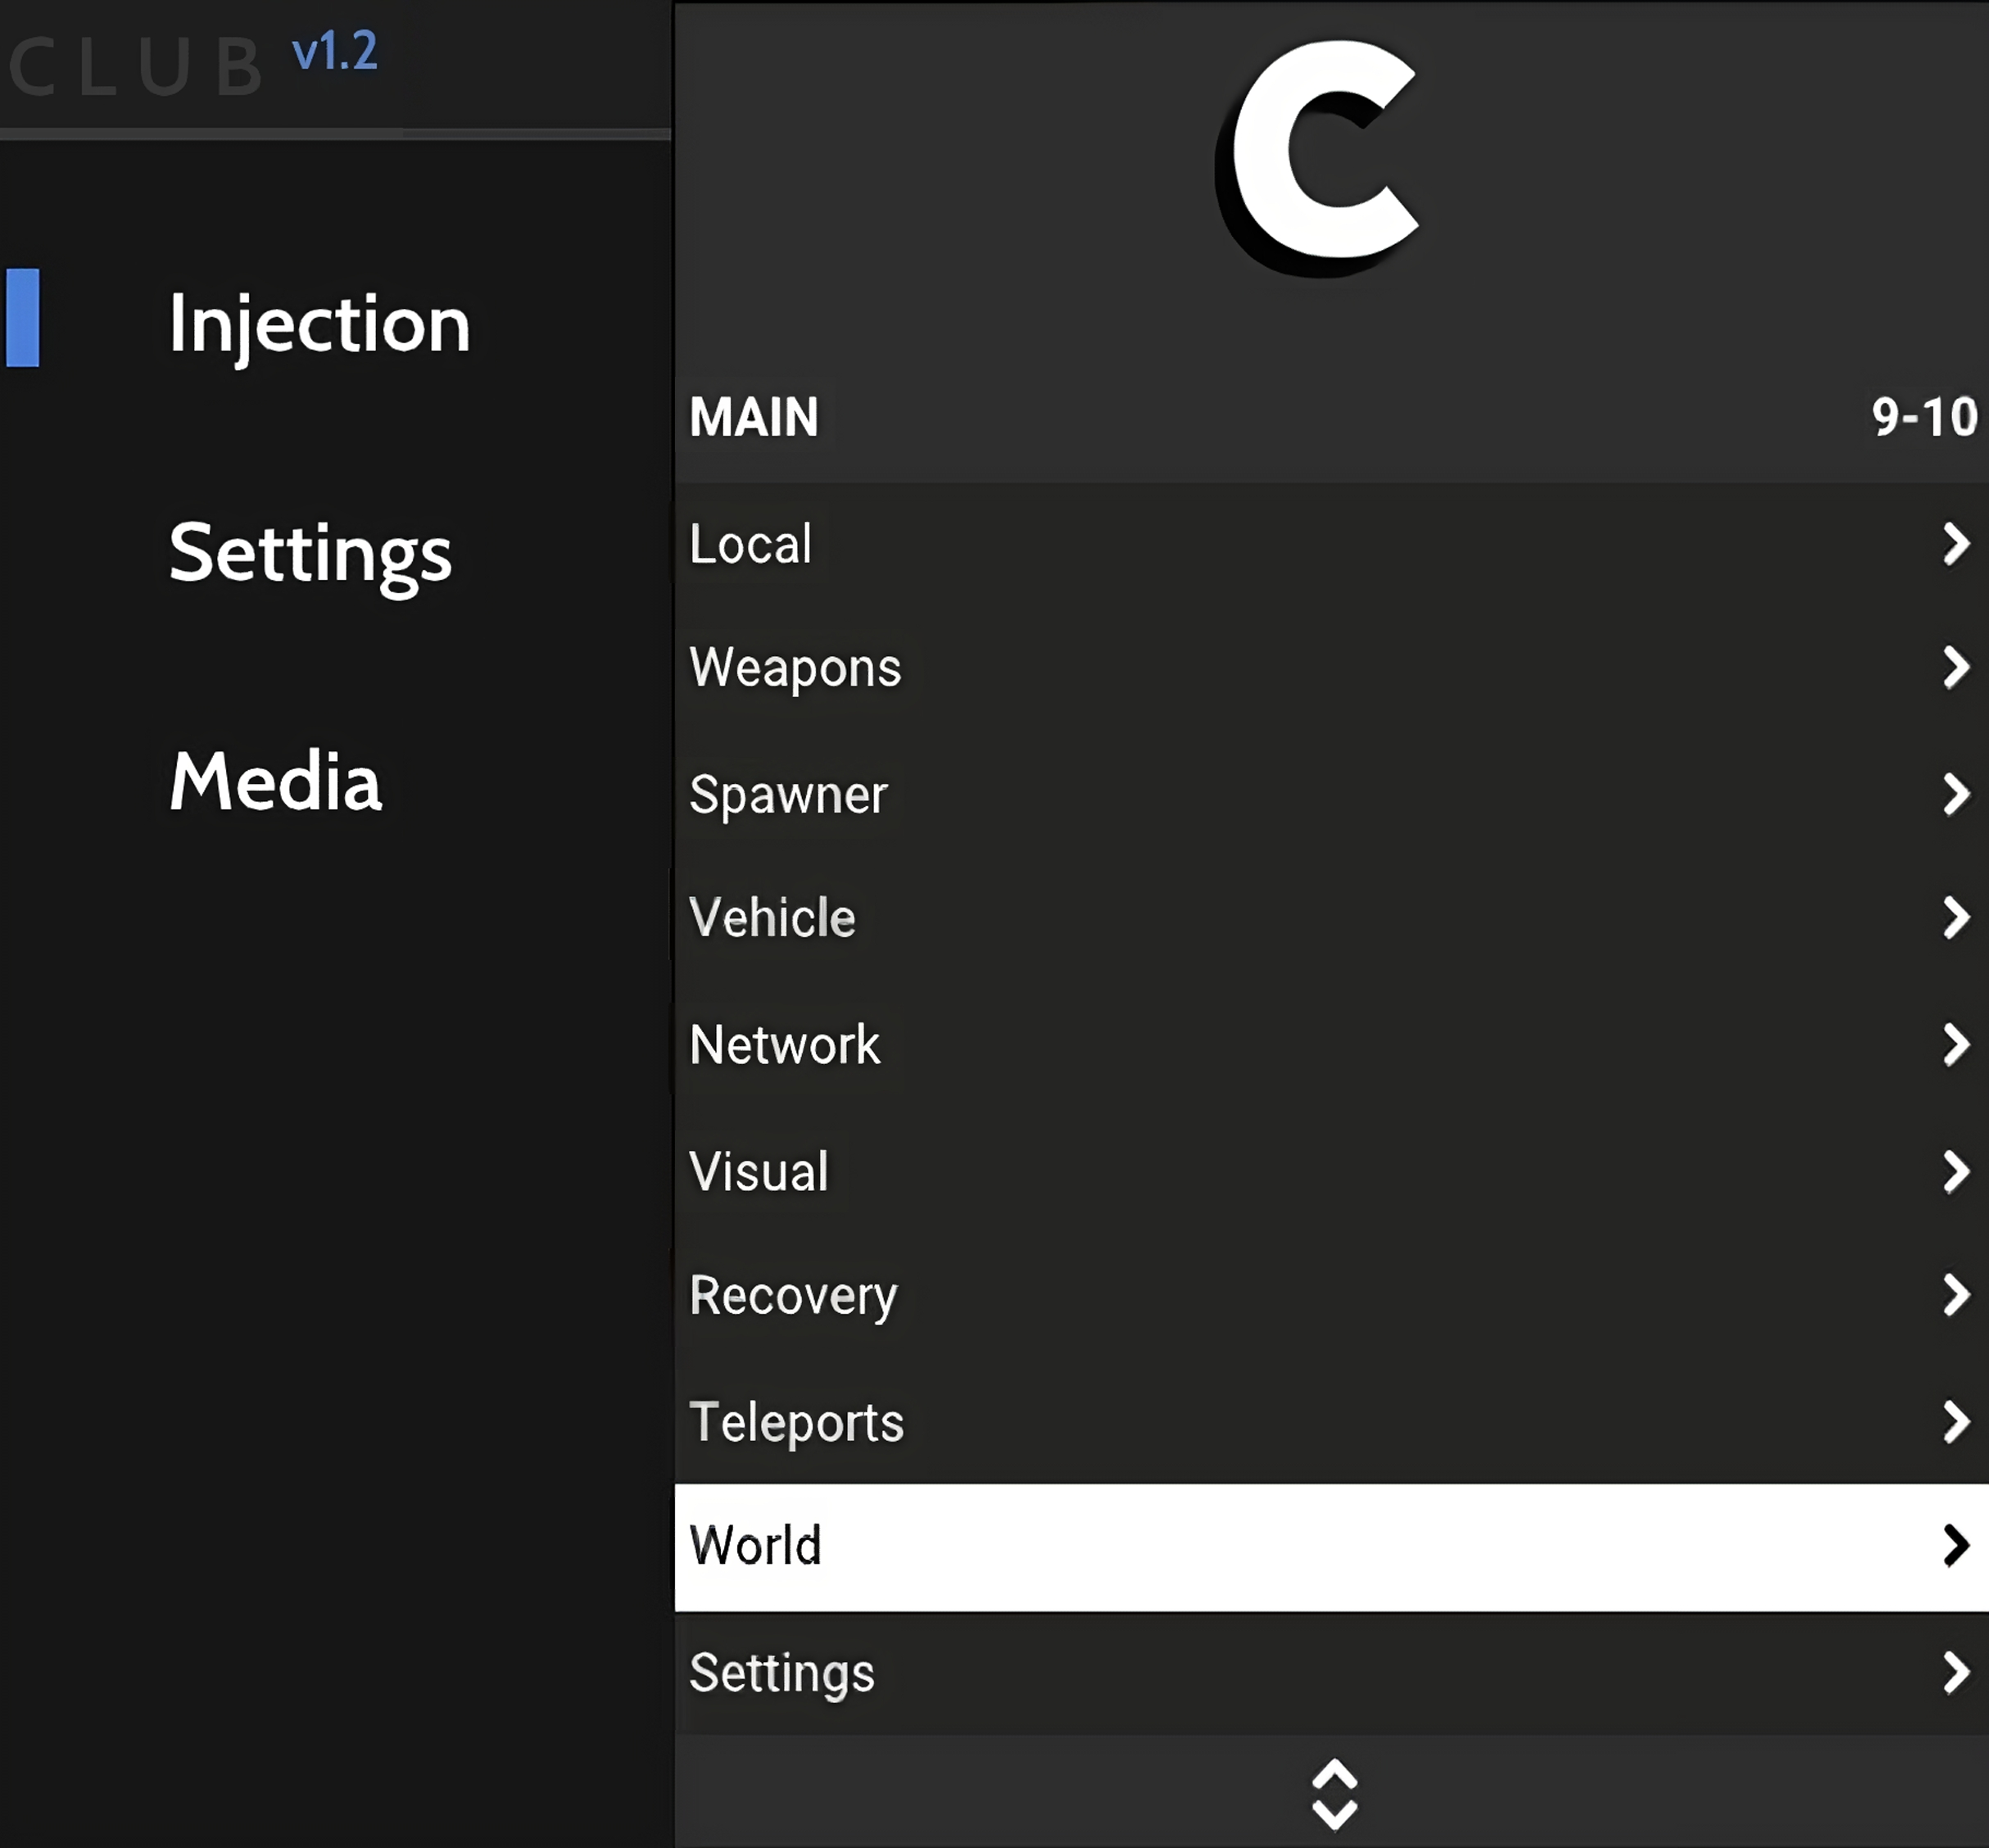 CLUB v1.2
Injection
Settings
Media
C
MAIN 9-10
Local
Weapons
Spawner
Vehicle
Network
Visual
Recovery
Teleports
World
Settings